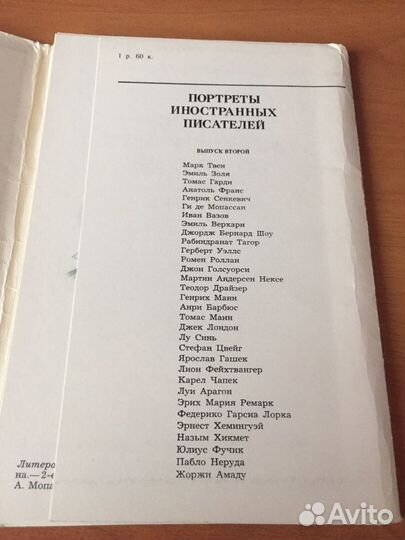 1 р. 60 к.
ПОРТРЕТЫ
ИНОСТРАННЫХ
ПИСАТЕЛЕЙ
ВЫПУСК ВТОРОЙ
Марк Твен
Эмиль Золя
Томас Гарди
Анатоль Франс
Генрик Сенкевич
Ги де Мопассан
Иван Вазов
Эмиль Верхарн
Джордж Бернард Шоу
Рабиндранат Тагор
Герберт Уэллс
Ромен Роллан
Джон Голсуорси
Мартин Андерсен Нексе
Теодор Драйзер
Генрих Манн
Анри Барбюс
Томас Манн
Джек Лондон
Лу Синь
Стефан Цвейг
Ярослав Гашек
Лион Фейхтвангер
Карел Чапек
Луи Арагон
Эрих Мария Ремарк
Федерико Гарсиа Лорка
Эрнест Хемингуэй
Назым Хикмет
Юлиус Фучик
Пабло Неруда
Жоржи Амаду
Литеро
на.—2-е
А. Мопа
Avito